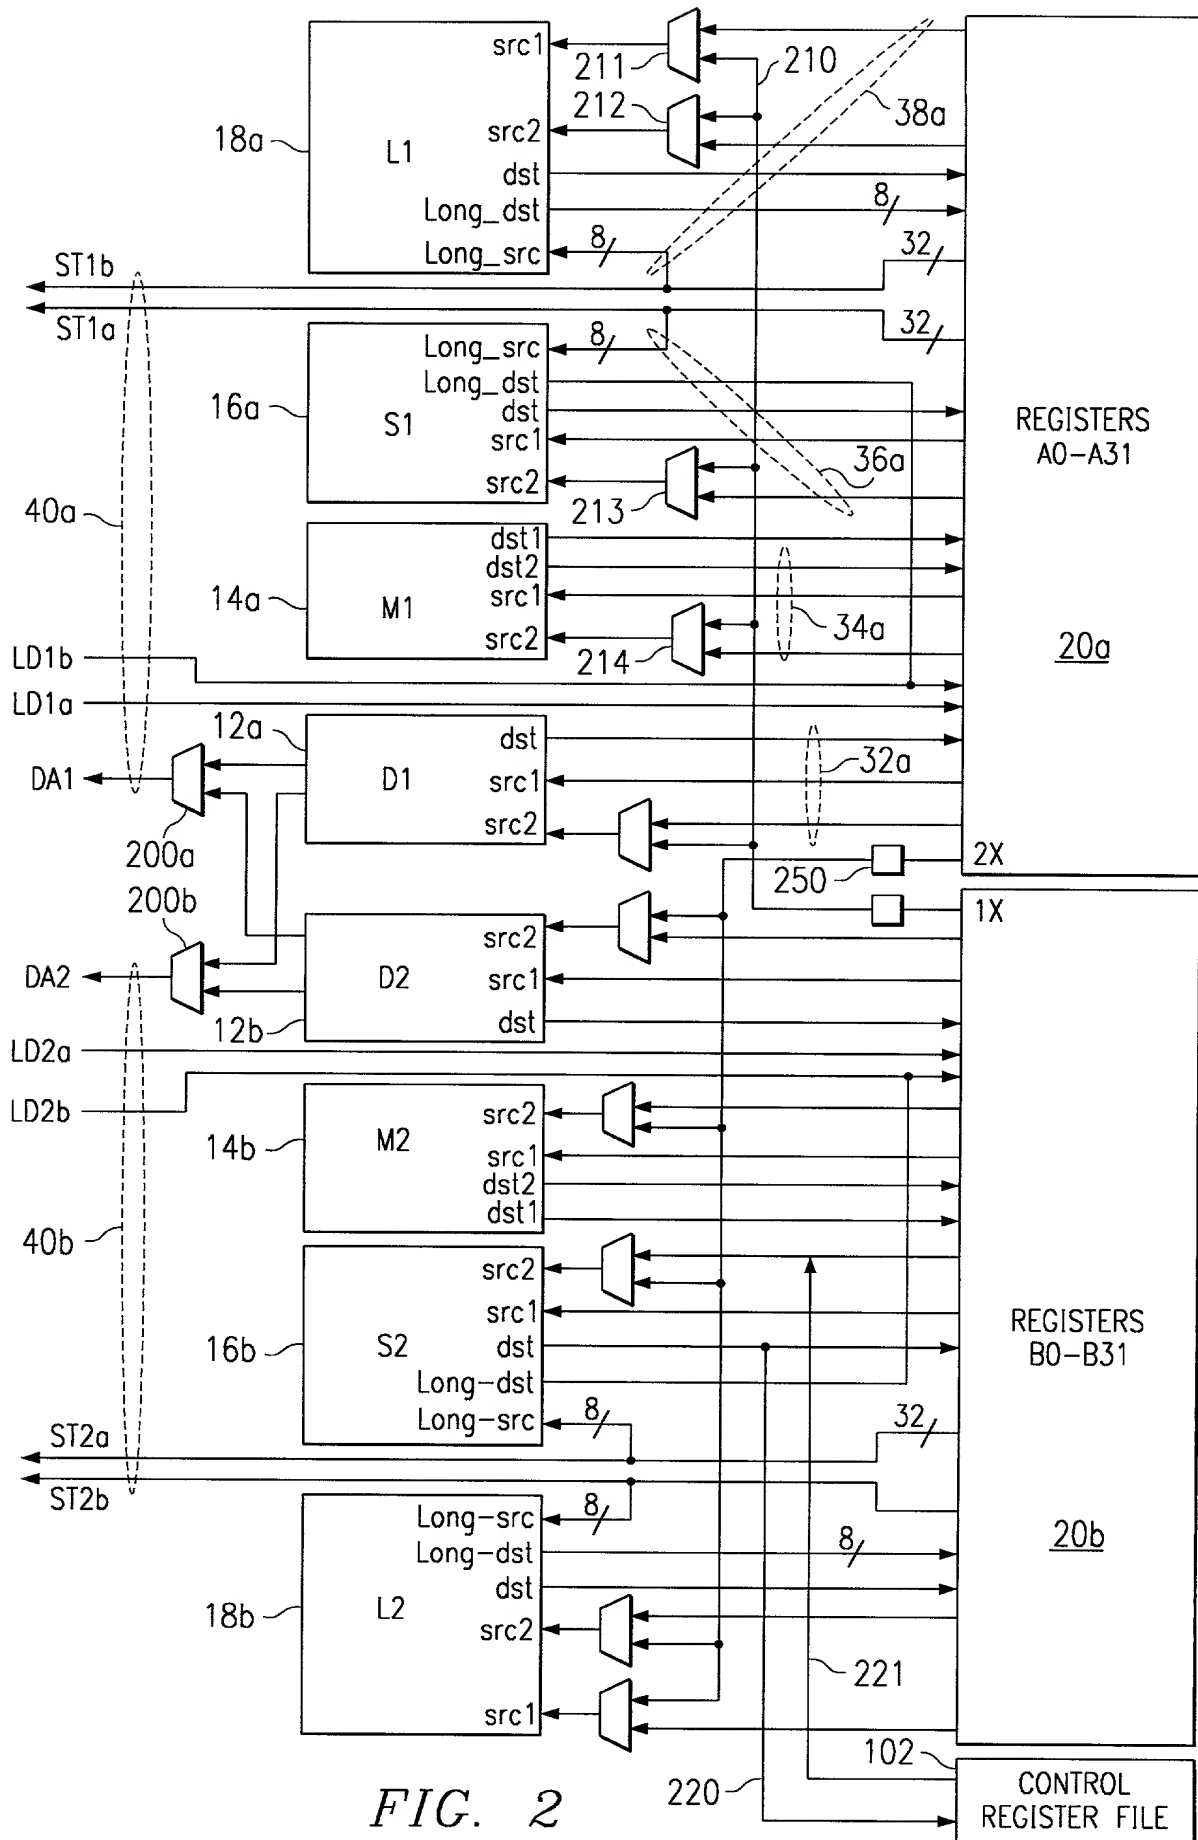 src1
211
210
38a
18a
L1
212
src2
dst
Long_dst
8
Long_src
8
32
ST1b
ST1a
32
Long_src
8
Long_dst
16a
S1
dst
src1
src2
213
36a
REGISTERS
A0-A31
40a
14a
M1
dst1
dst2
src1
src2
214
34a
20a
LD1b
LD1a
12a
D1
dst
src1
src2
32a
DA1
200a
200b
250
2X
1X
DA2
D2
src2
src1
dst
12b
LD2a
LD2b
14b
M2
src2
src1
dst2
dst1
40b
16b
S2
src2
src1
dst
Long-dst
Long-src
8
32
REGISTERS
B0-B31
ST2a
ST2b
Long-src
8
Long-dst
8
dst
18b
L2
src2
src1
20b
221
220
102
CONTROL
REGISTER FILE
FIG. 2